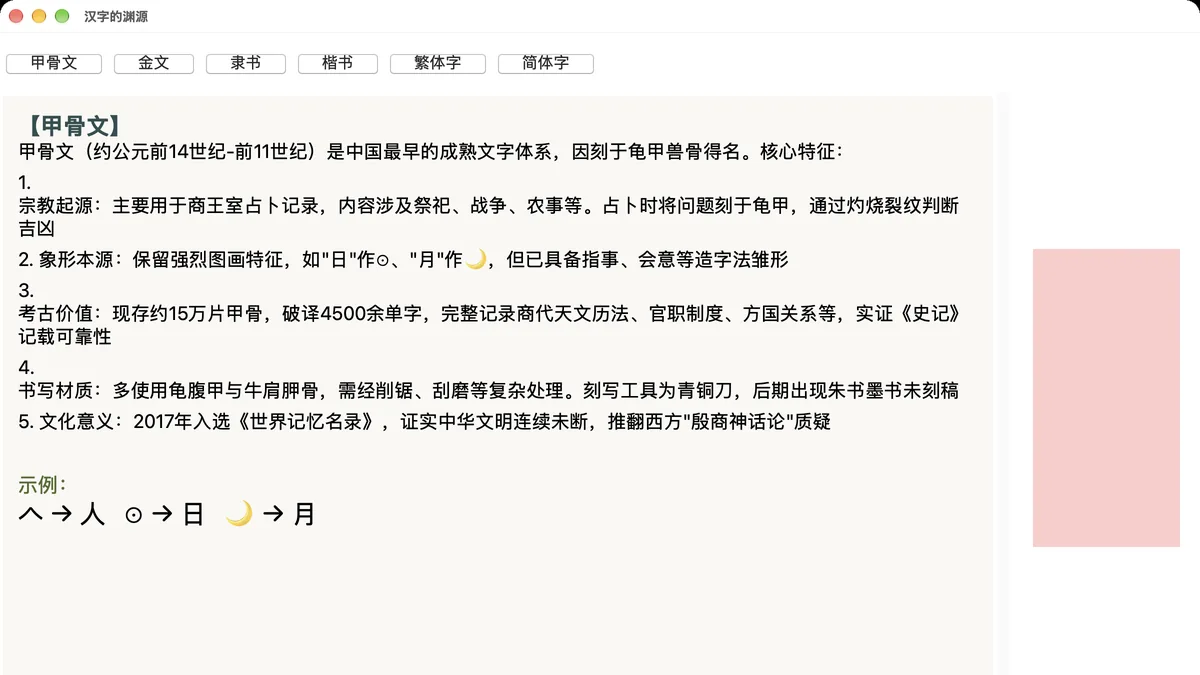 汉字的渊源
甲骨文 金文 隶书 楷书 繁体字 简体字
【甲骨文】
甲骨文（约公元前14世纪-前11世纪）是中国最早的成熟文字体系，因刻于龟甲兽骨得名。核心特征：
1.
宗教起源：主要用于商王室占卜记录，内容涉及祭祀、战争、农事等。占卜时将问题刻于龟甲，通过灼烧裂纹判断
吉凶
2. 象形本源：保留强烈图画特征，如"日"作⊙、"月"作🌙，但已具备指事、会意等造字法雏形
3.
考古价值：现存约15万片甲骨，破译4500余单字，完整记录商代天文历法、官职制度、方国关系等，实证《史记》
记载可靠性
4.
书写材质：多使用龟腹甲与牛肩胛骨，需经削锯、刮磨等复杂处理。刻写工具为青铜刀，后期出现朱书墨书未刻稿
5. 文化意义：2017年入选《世界记忆名录》，证实中华文明连续未断，推翻西方"殷商神话论"质疑
示例：
𠆢 → 人 ⊙ → 日 🌙 → 月